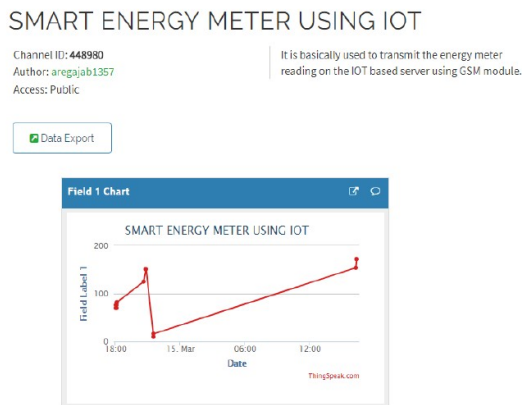 SMART ENERGY METER USING IOT
Channel ID: 448980
Author: aregajab1357
Access: Public
It is basically used to transmit the energy meter
reading on the IOT based server using GSM module.
Data Export
Field 1 Chart
SMART ENERGY METER USING IOT
200
100
0
Field Label 1
18:00
15. Mar
06:00
12:00
Date
ThingSpeak.com